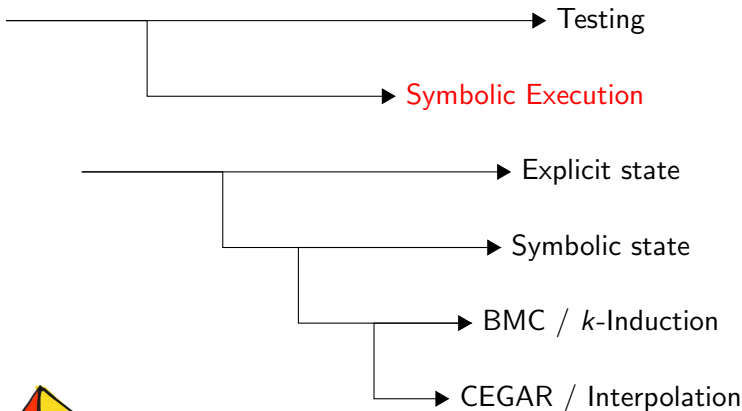 Testing
Symbolic Execution
Explicit state
Symbolic state
BMC / k-Induction
CEGAR / Interpolation